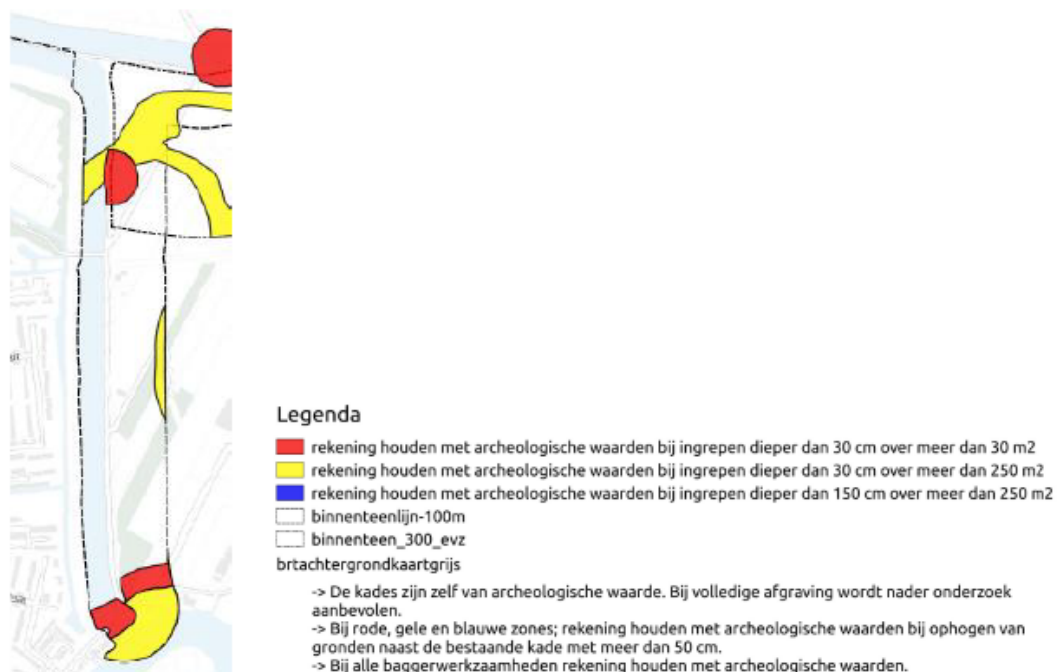 Legenda
rekening houden met archeologische waarden bij ingrepen dieper dan 30 cm over meer dan 30 m2
rekening houden met archeologische waarden bij ingrepen dieper dan 30 cm over meer dan 250 m2
rekening houden met archeologische waarden bij ingrepen dieper dan 150 cm over meer dan 250 m2
binnenteenlijn-100m
binnenteen_300_evz
brtachtergrondkaartgrijs
-> De kades zijn zelf van archeologische waarde. Bij volledige afgraving wordt nader onderzoek
aanbevolen.
-> Bij rode, gele en blauwe zones; rekening houden met archeologische waarden bij ophogen van
gronden naast de bestaande kade met meer dan 50 cm.
-> Bij alle baggerwerkzaamheden rekening houden met archeologische waarden.